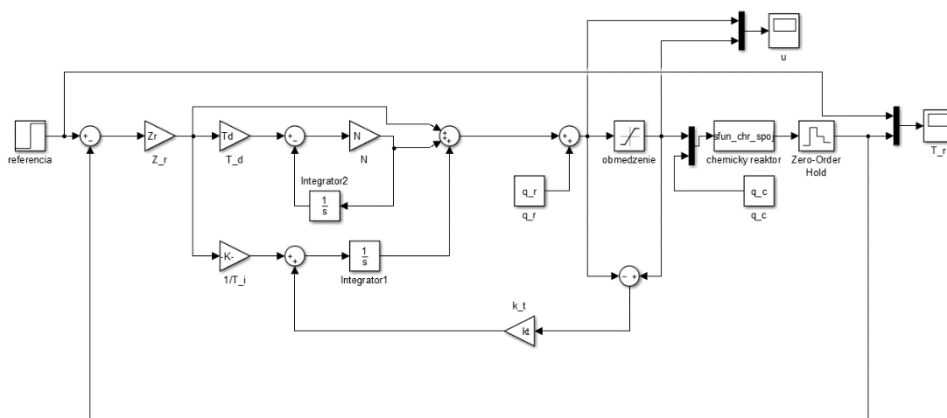 u
referencia
Zr
Z_r
Td
T_d
N
N
obmedzenie
sfun_chr_spoj
chemicky reaktor
Zero-Order
Hold
T_r
Integrator2
1
s
q_r
q_r
q_c
q_c
-K-
1/T_i
1
s
Integrator1
k_t
kt